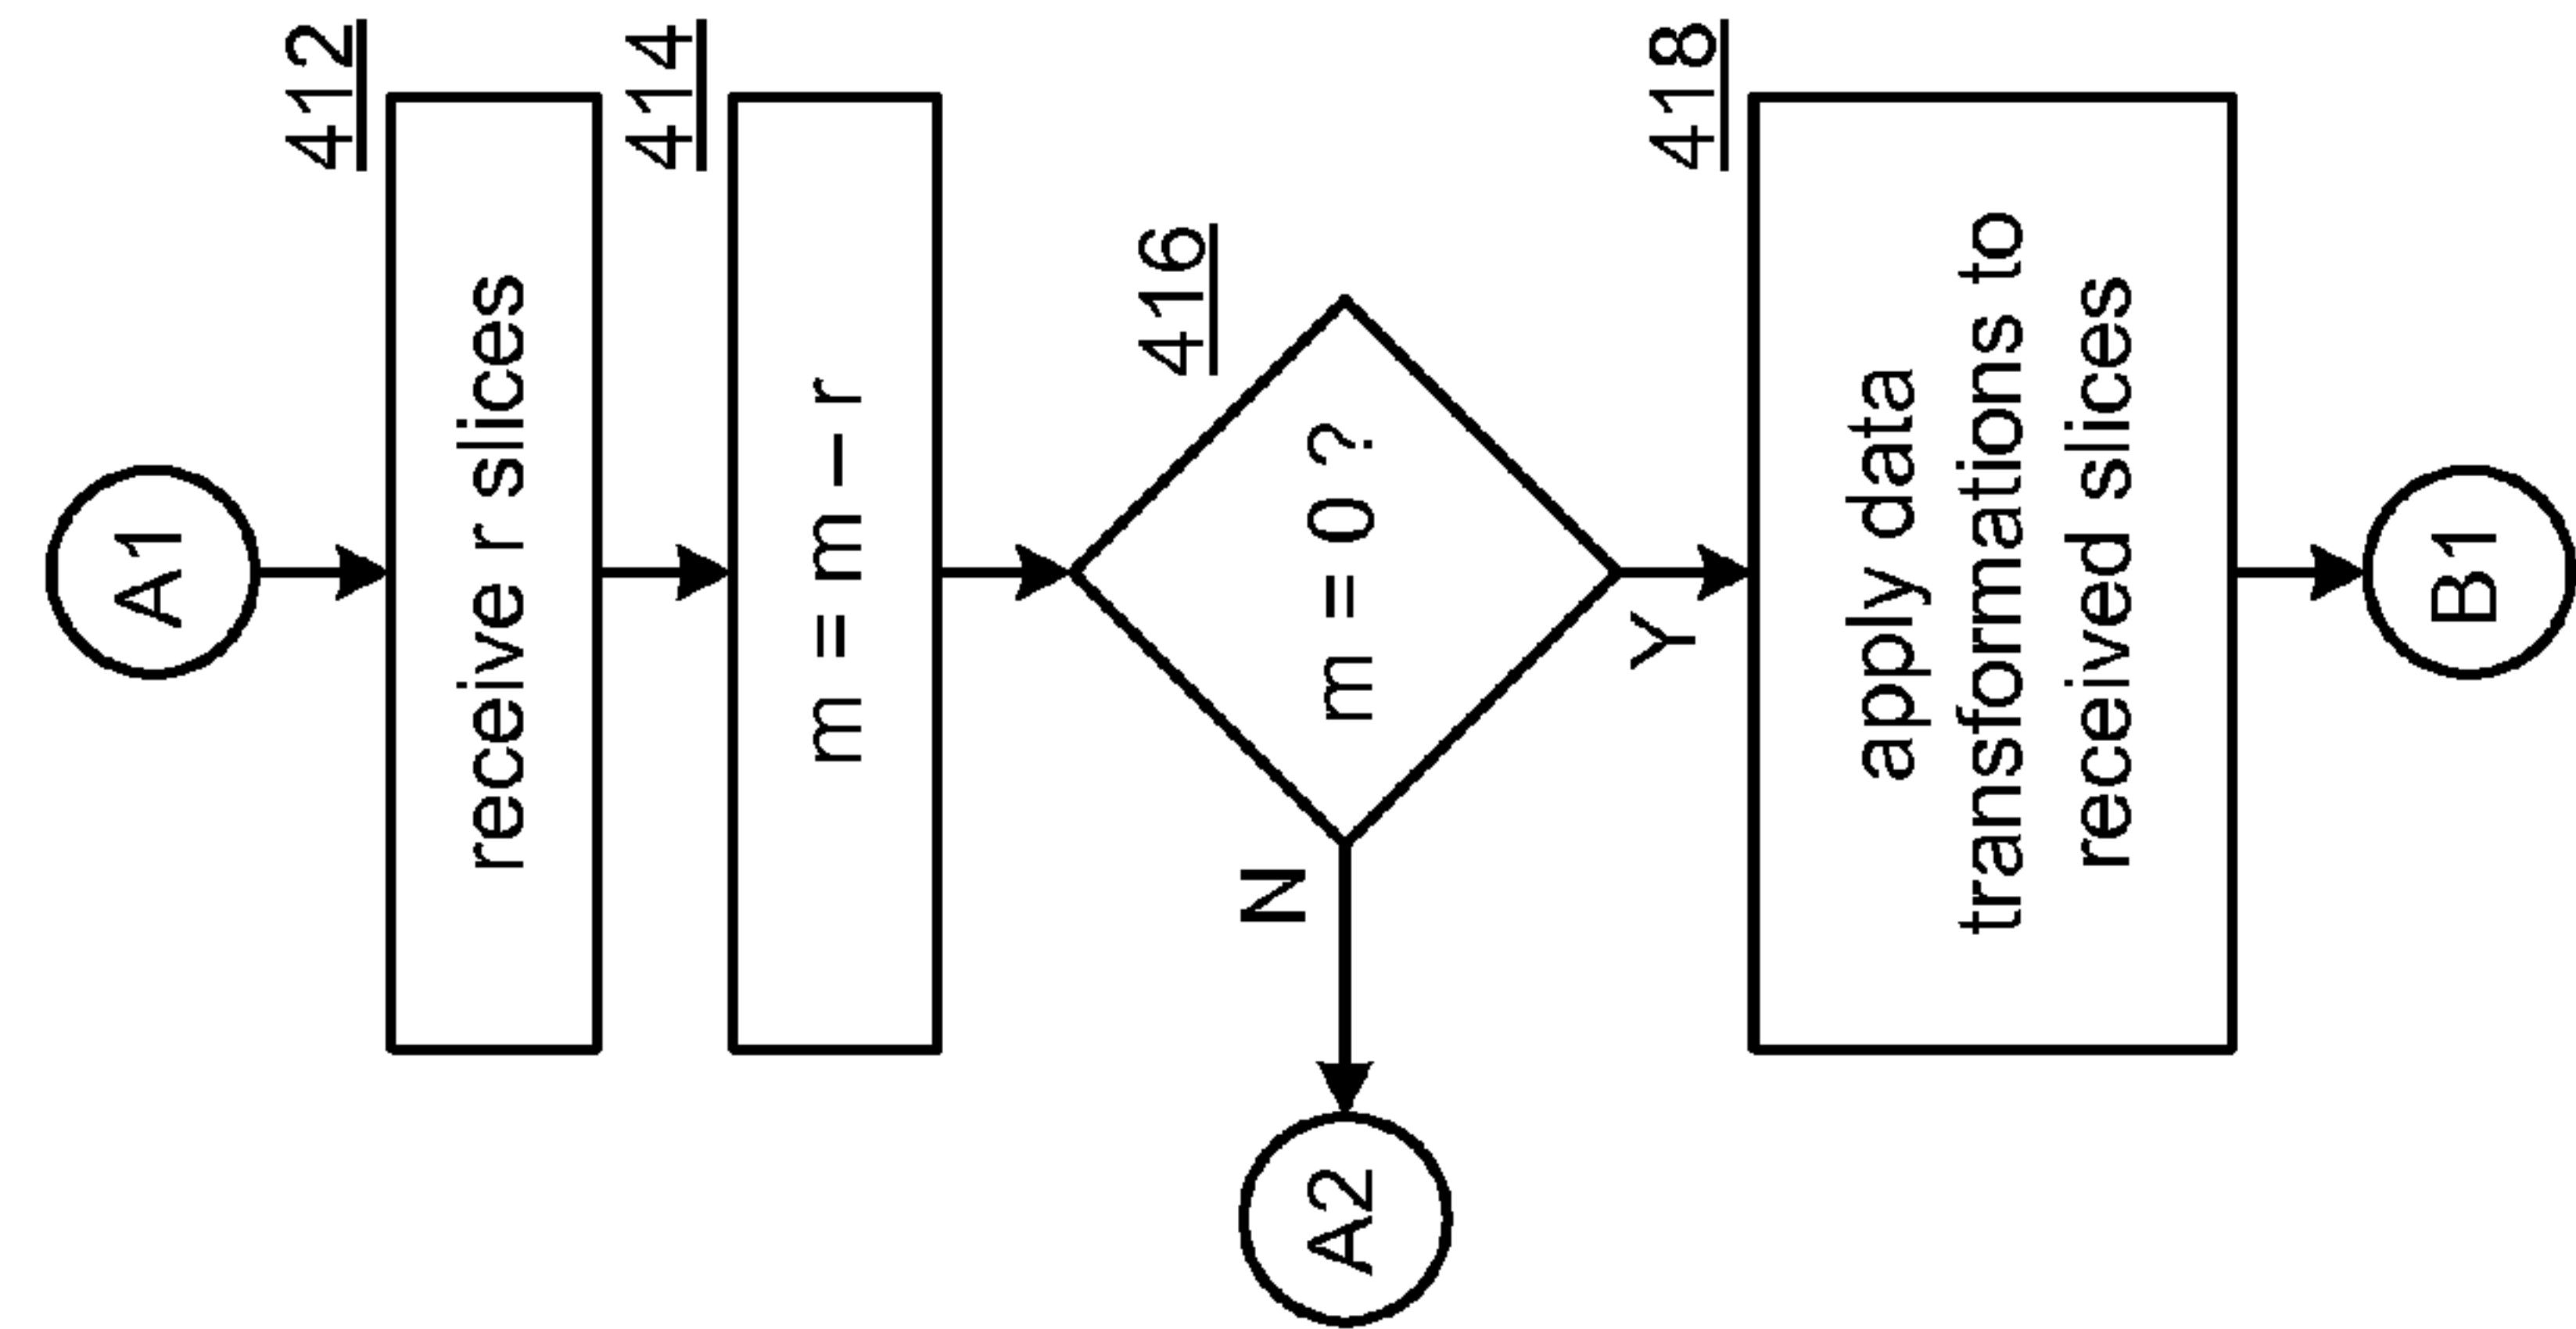 A1
412
receive r slices
414
m = m – r
416
m = 0 ?
N
A2
Y
418
apply data
transformations to
received slices
B1